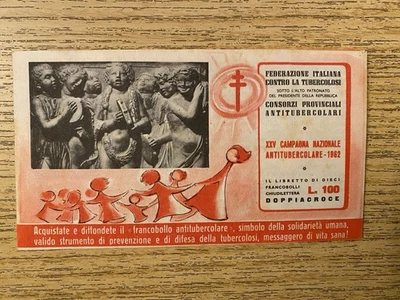 FEDERAZIONE ITALIANA
CONTRO LA TUBERCOLOSI
SOTTO L'ALTO PATRONATO
DEL PRESIDENTE DELLA REPUBBLICA
CONSORZI PROVINCIALI
ANTITUBERCOLARI
XXV CAMPAGNA NAZIONALE
ANTITUBERCOLARE - 1962
IL LIBRETTO DI DIECI
FRANCOBOLLI
CHIUDILETTERA L. 100
DOPPIACROCE
Acquistate e diffondete il «francobollo antitubercolare», simbolo della solidarietà umana,
valido strumento di prevenzione e di difesa della tubercolosi, messaggero di vita sana!